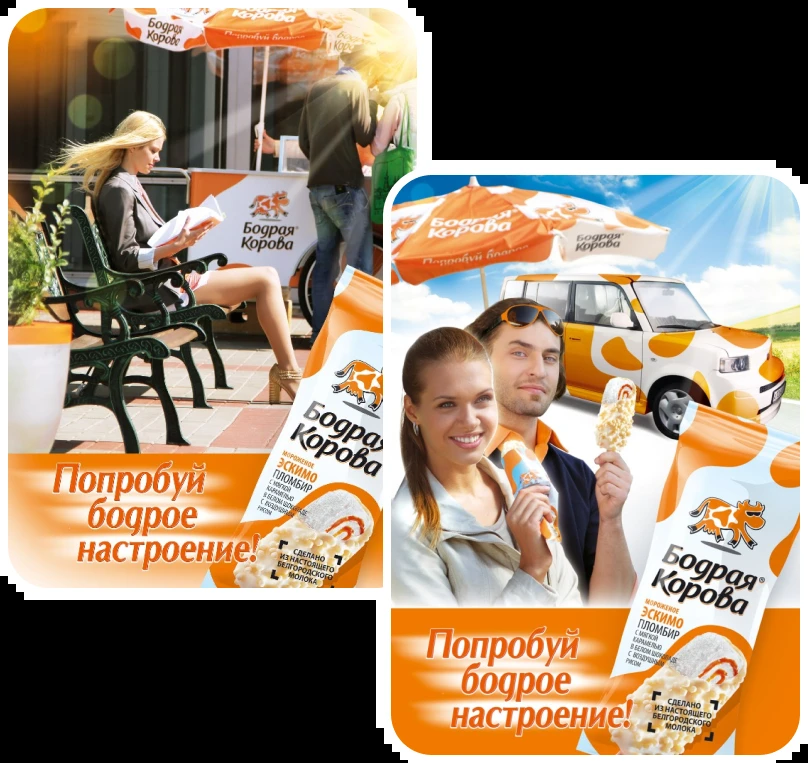 Бодрая
Корова
Попробуй бодрое
Бодрая®
Корова
Бодрая
Корова
МОРОЖЕНОЕ
ЭСКИМО
ПЛОМБИР
С МЯГКОЙ
КАРАМЕЛЬЮ
В БЕЛОМ ШОКОЛАДЕ
С ВОЗДУШНЫМ
РИСОМ
СДЕЛАНО
ИЗ НАСТОЯЩЕГО
БЕЛГОРОДСКОГО
МОЛОКА
Попробуй
бодрое
настроение!
Бодрая
Корова
Бодрая
Корова
Попробуй бодрое
Бодрая®
Корова
МОРОЖЕНОЕ
ЭСКИМО
ПЛОМБИР
С МЯГКОЙ
КАРАМЕЛЬЮ
В БЕЛОМ ШОКОЛАДЕ
С ВОЗДУШНЫМ
РИСОМ
СДЕЛАНО
ИЗ НАСТОЯЩЕГО
БЕЛГОРОДСКОГО
МОЛОКА
Попробуй
бодрое
настроение!